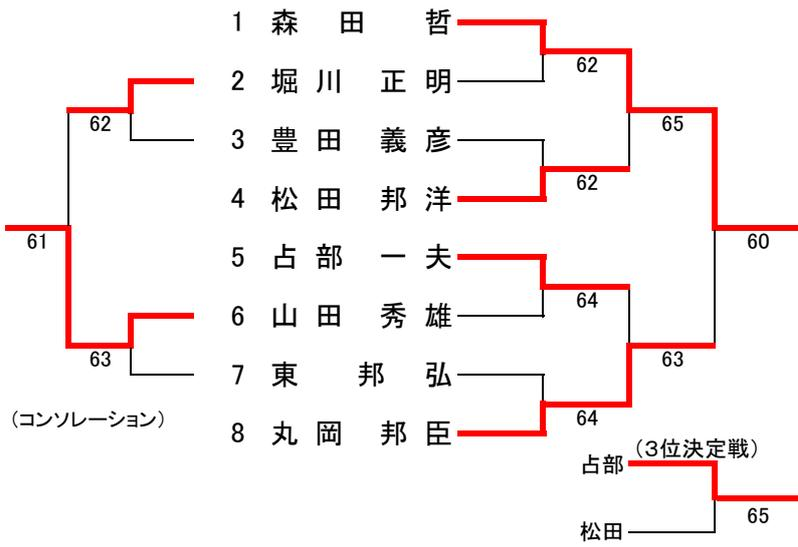 1 森田 哲
62
2 堀川 正明
62
65
3 豊田 義彦
62
4 松田 邦洋
61
60
5 占部 一夫
64
6 山田 秀雄
63
63
7 東 邦弘
64
(コンソレーション)
8 丸岡 邦臣
(3位決定戦)
占部
65
松田